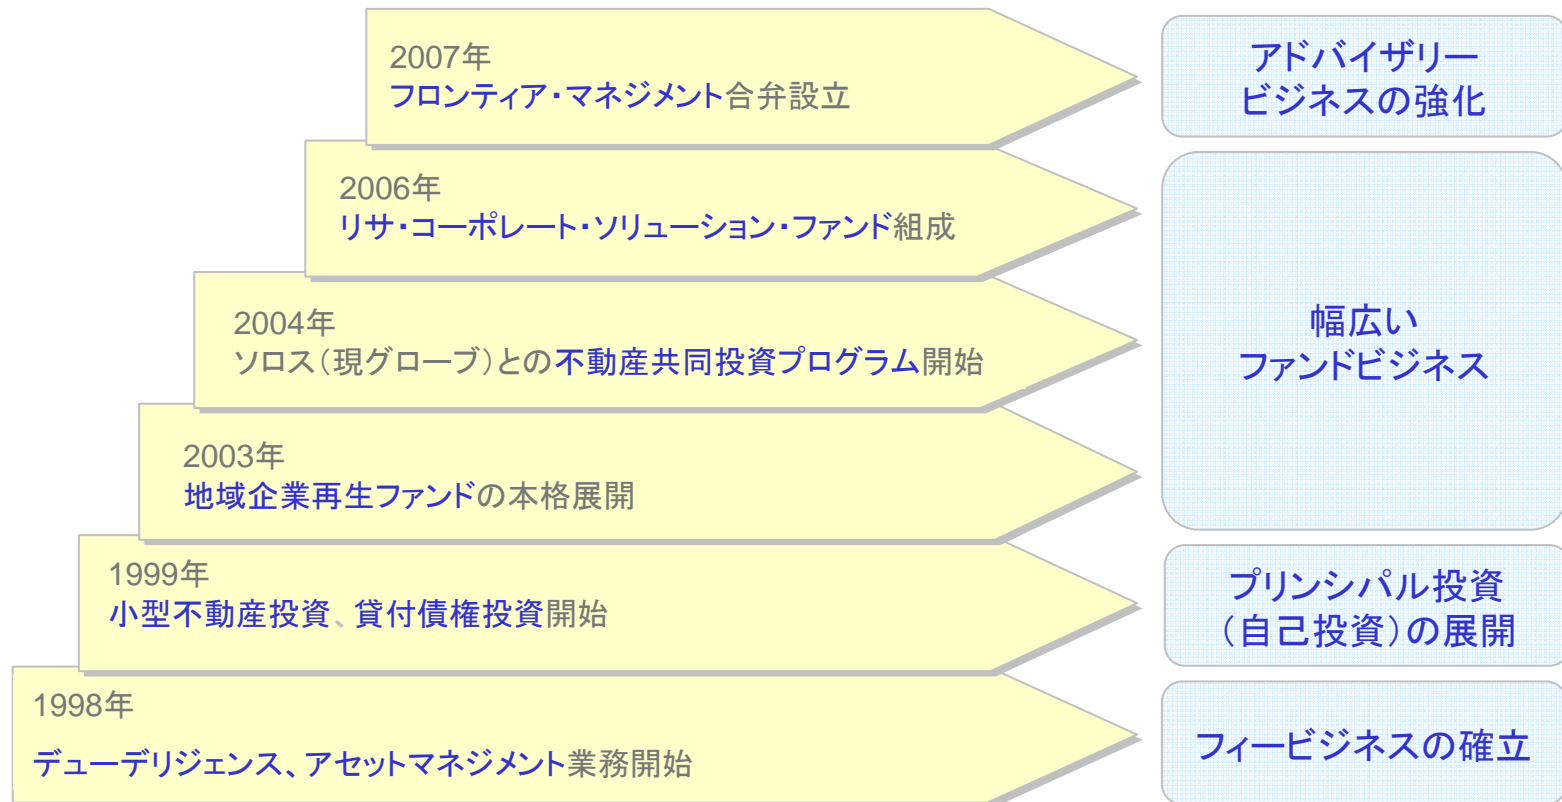 2007年
フロンティア・マネジメント合弁設立
アドバイザリー
ビジネスの強化
2006年
リサ・コーポレート・ソリューション・ファンド組成
2004年
ソロス(現グローブ)との不動産共同投資プログラム開始
2003年
地域企業再生ファンドの本格展開
幅広い
ファンドビジネス
1999年
小型不動産投資、貸付債権投資開始
プリンシパル投資
(自己投資)の展開
1998年
デューデリジェンス、アセットマネジメント業務開始
フィービジネスの確立